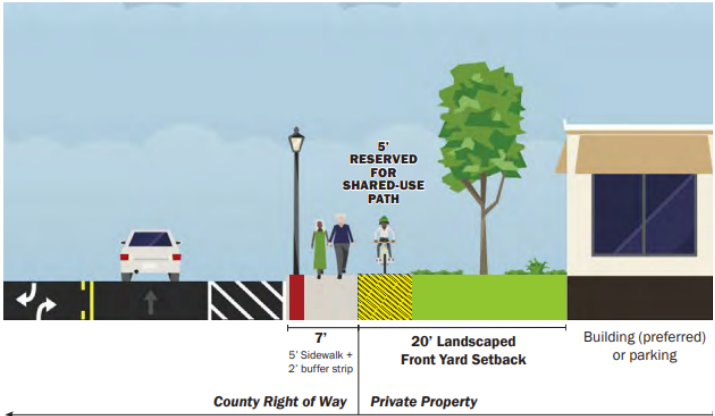 5’
RESERVED
FOR
SHARED-USE
PATH
7’
5’ Sidewalk +
2’ buffer strip
20’ Landscaped
Front Yard Setback
Building (preferred)
or parking
County Right of Way
Private Property